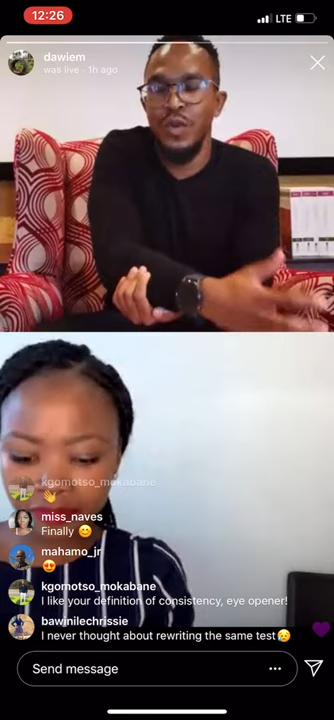 12:26
LTE
dawiem
was live · 1h ago
kgomotso_mokabane
👋
miss_naves
Finally 😊
mahamo_jr
😍
kgomotso_mokabane
I like your definition of consistency, eye opener!
bawinilechrissie
I never thought about rewriting the same test😥
Send message